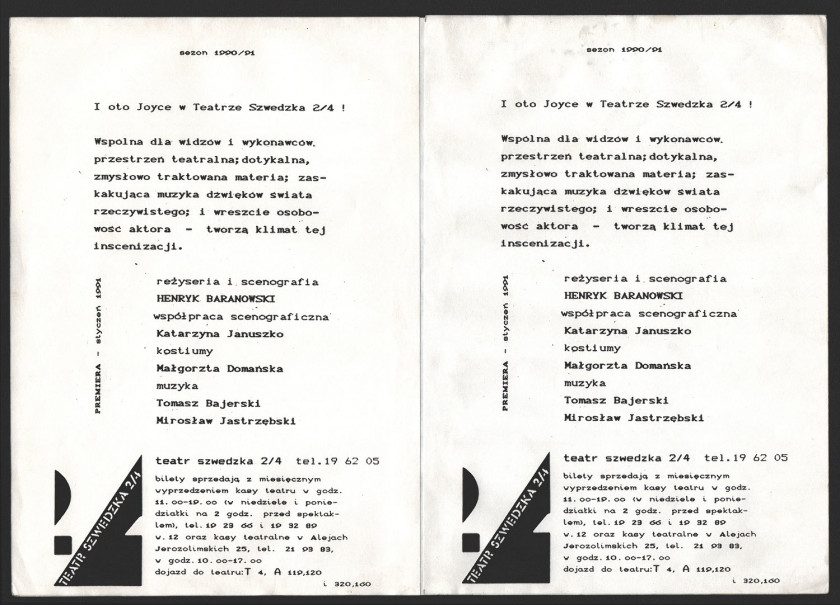 sezon 1990/91
I oto Joyce w Teatrze Szwedzka 2/4 !
Wspólna dla widzów i wykonawców.
przestrzeń teatralna;dotykalna,
zmysłowo traktowana materia; zas-
kakująca muzyka dźwięków świata
rzeczywistego; i wreszcie osobo-
wość aktora - tworzą klimat tej
inscenizacji.
PREMIERA - styczeń 1991
reżyseria i scenografia
HENRYK BARANOWSKI
współpraca scenograficzna
Katarzyna Januszko
kostiumy
Małgorzta Domańska
muzyka
Tomasz Bajerski
Mirosław Jastrzębski
TEATR SZWEDZKA 2/4
teatr szwedzka 2/4 tel.19 62 05
bilety sprzedają z miesięcznym
wyprzedzeniem kasy teatru w godz.
11.00-19.00 (w niedziele i ponie-
działki na 2 godz. przed spektak-
lem), tel.19 23 66 i 19 32 89
w.12 oraz kasy teatralne w Alejach
Jerozolimskich 25, tel. 21 93 83,
w godz.10.00-17.00
dojazd do teatru:T 4, A 119,120
i 320,160
sezon 1990/91
I oto Joyce w Teatrze Szwedzka 2/4 !
Wspólna dla widzów i wykonawców.
przestrzeń teatralna;dotykalna,
zmysłowo traktowana materia; zas-
kakująca muzyka dźwięków świata
rzeczywistego; i wreszcie osobo-
wość aktora - tworzą klimat tej
inscenizacji.
PREMIERA - styczeń 1991
reżyseria i scenografia
HENRYK BARANOWSKI
współpraca scenograficzna
Katarzyna Januszko
kostiumy
Małgorzta Domańska
muzyka
Tomasz Bajerski
Mirosław Jastrzębski
TEATR SZWEDZKA 2/4
teatr szwedzka 2/4 tel.19 62 05
bilety sprzedają z miesięcznym
wyprzedzeniem kasy teatru w godz.
11.00-19.00 (w niedziele i ponie-
działki na 2 godz. przed spektak-
lem), tel.19 23 66 i 19 32 89
w.12 oraz kasy teatralne w Alejach
Jerozolimskich 25, tel. 21 93 83,
w godz.10.00-17.00
dojazd do teatru:T 4, A 119,120
i 320,160